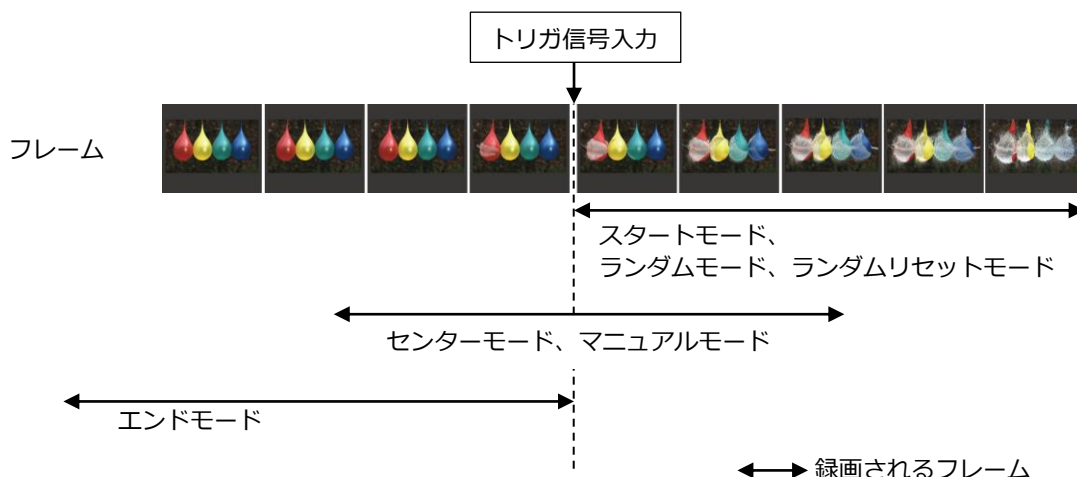 トリガ信号入力
フレーム
スタートモード、
ランダムモード、ランダムリセットモード
センターモード、マニュアルモード
エンドモード
録画されるフレーム